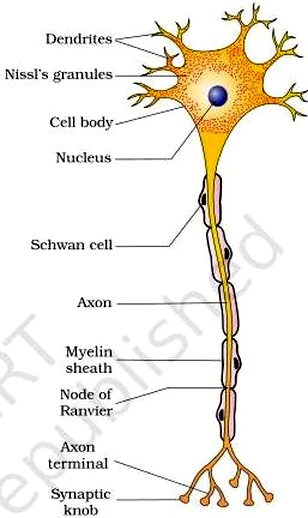 Dendrites
Nissl's granules
Cell body
Nucleus
Schwan cell
Axon
Myelin
sheath
Node of
Ranvier
Axon
terminal
Synaptic
knob